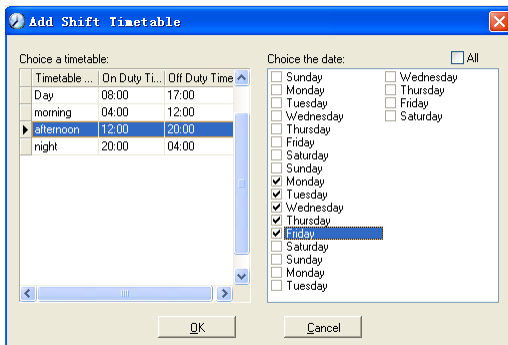 Add Shift Timetable
Choice a timetable:
Timetable ... On Duty Ti... Off Duty Time
Day 08:00 17:00
morning 04:00 12:00
afternoon 12:00 20:00
night 20:00 04:00
Choice the date: All
Sunday Wednesday
Monday Thursday
Tuesday Friday
Wednesday Saturday
Thursday
Friday
Saturday
Sunday
Monday
Tuesday
Wednesday
Thursday
Friday
Saturday
Sunday
Monday
Tuesday
OK Cancel